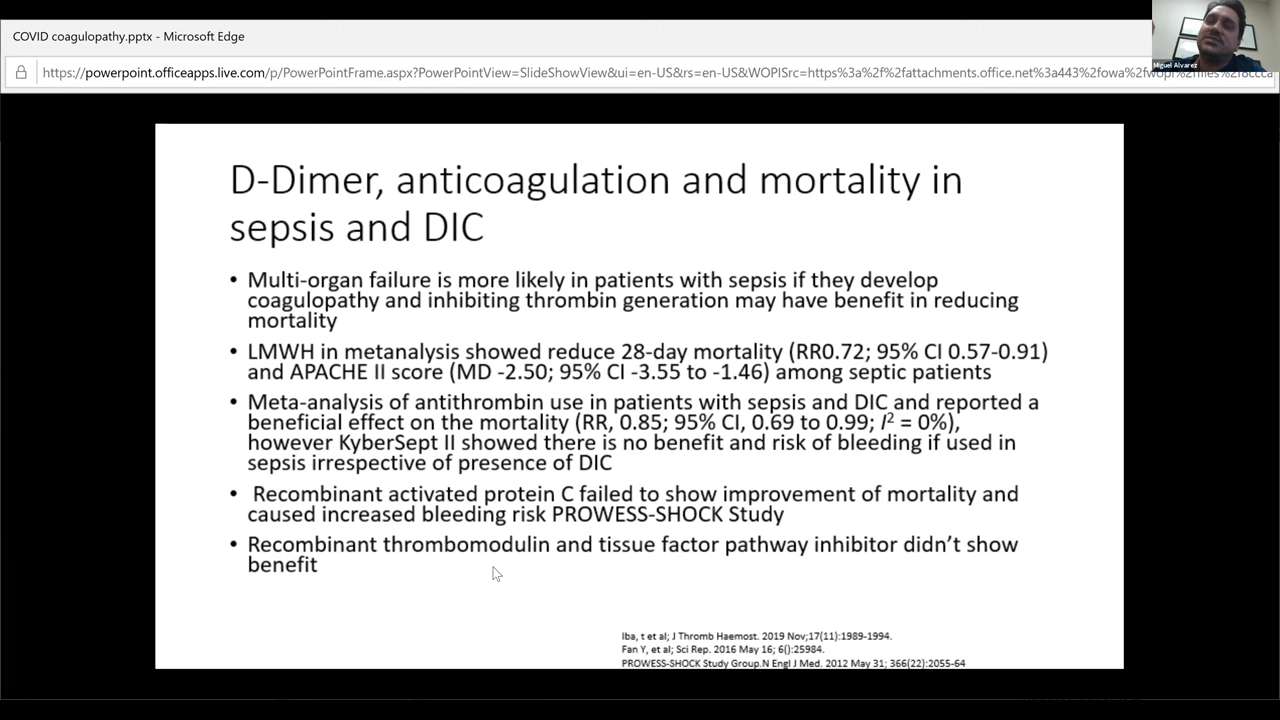 COVID coagulopathy.pptx - Microsoft Edge
Miguel Alvarez
https://powerpoint.officeapps.live.com/p/PowerPointFrame.aspx?PowerPointView=SlideShowView&ui=en-US&rs=en-US&WOPISrc=https%3a%2f%2fattachments.office.net%3a443%2fowa%2fwopi%2ffiles%2f8ccca
D-Dimer, anticoagulation and mortality in
sepsis and DIC
• Multi-organ failure is more likely in patients with sepsis if they develop
coagulopathy and inhibiting thrombin generation may have benefit in reducing
mortality
• LMWH in metanalysis showed reduce 28-day mortality (RR0.72; 95% CI 0.57-0.91)
and APACHE II score (MD -2.50; 95% CI -3.55 to -1.46) among septic patients
• Meta-analysis of antithrombin use in patients with sepsis and DIC and reported a
beneficial effect on the mortality (RR, 0.85; 95% CI, 0.69 to 0.99; I² = 0%),
however KyberSept II showed there is no benefit and risk of bleeding if used in
sepsis irrespective of presence of DIC
• Recombinant activated protein C failed to show improvement of mortality and
caused increased bleeding risk PROWESS-SHOCK Study
• Recombinant thrombomodulin and tissue factor pathway inhibitor didn't show
benefit
Iba, t et al; J Thromb Haemost. 2019 Nov;17(11):1989-1994.
Fan Y, et al; Sci Rep. 2016 May 16; 6():25984.
PROWESS-SHOCK Study Group.N Engl J Med. 2012 May 31; 366(22):2055-64